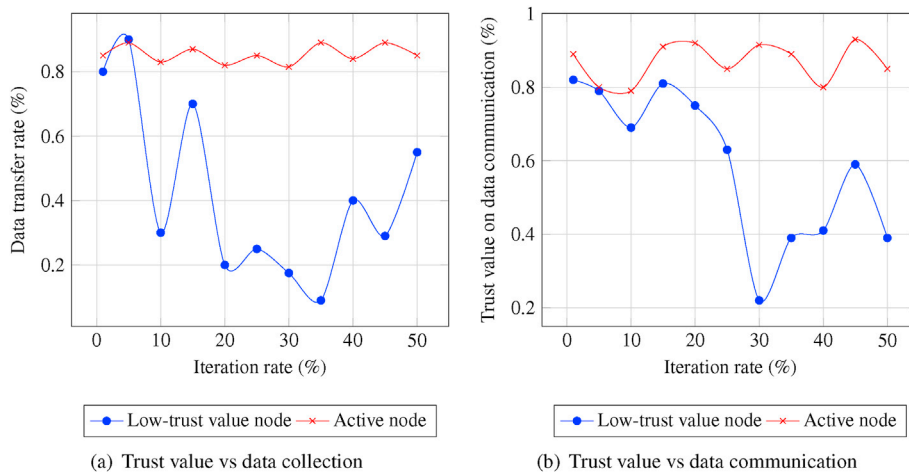 0.8
0.6
0.4
0.2
0 10 20 30 40 50
Data transfer rate (%)
Iteration rate (%)
Low-trust value node Active node
(a) Trust value vs data collection
1
0.8
0.6
0.4
0.2
0 10 20 30 40 50
Trust value on data communication (%)
Iteration rate (%)
Low-trust value node Active node
(b) Trust value vs data communication